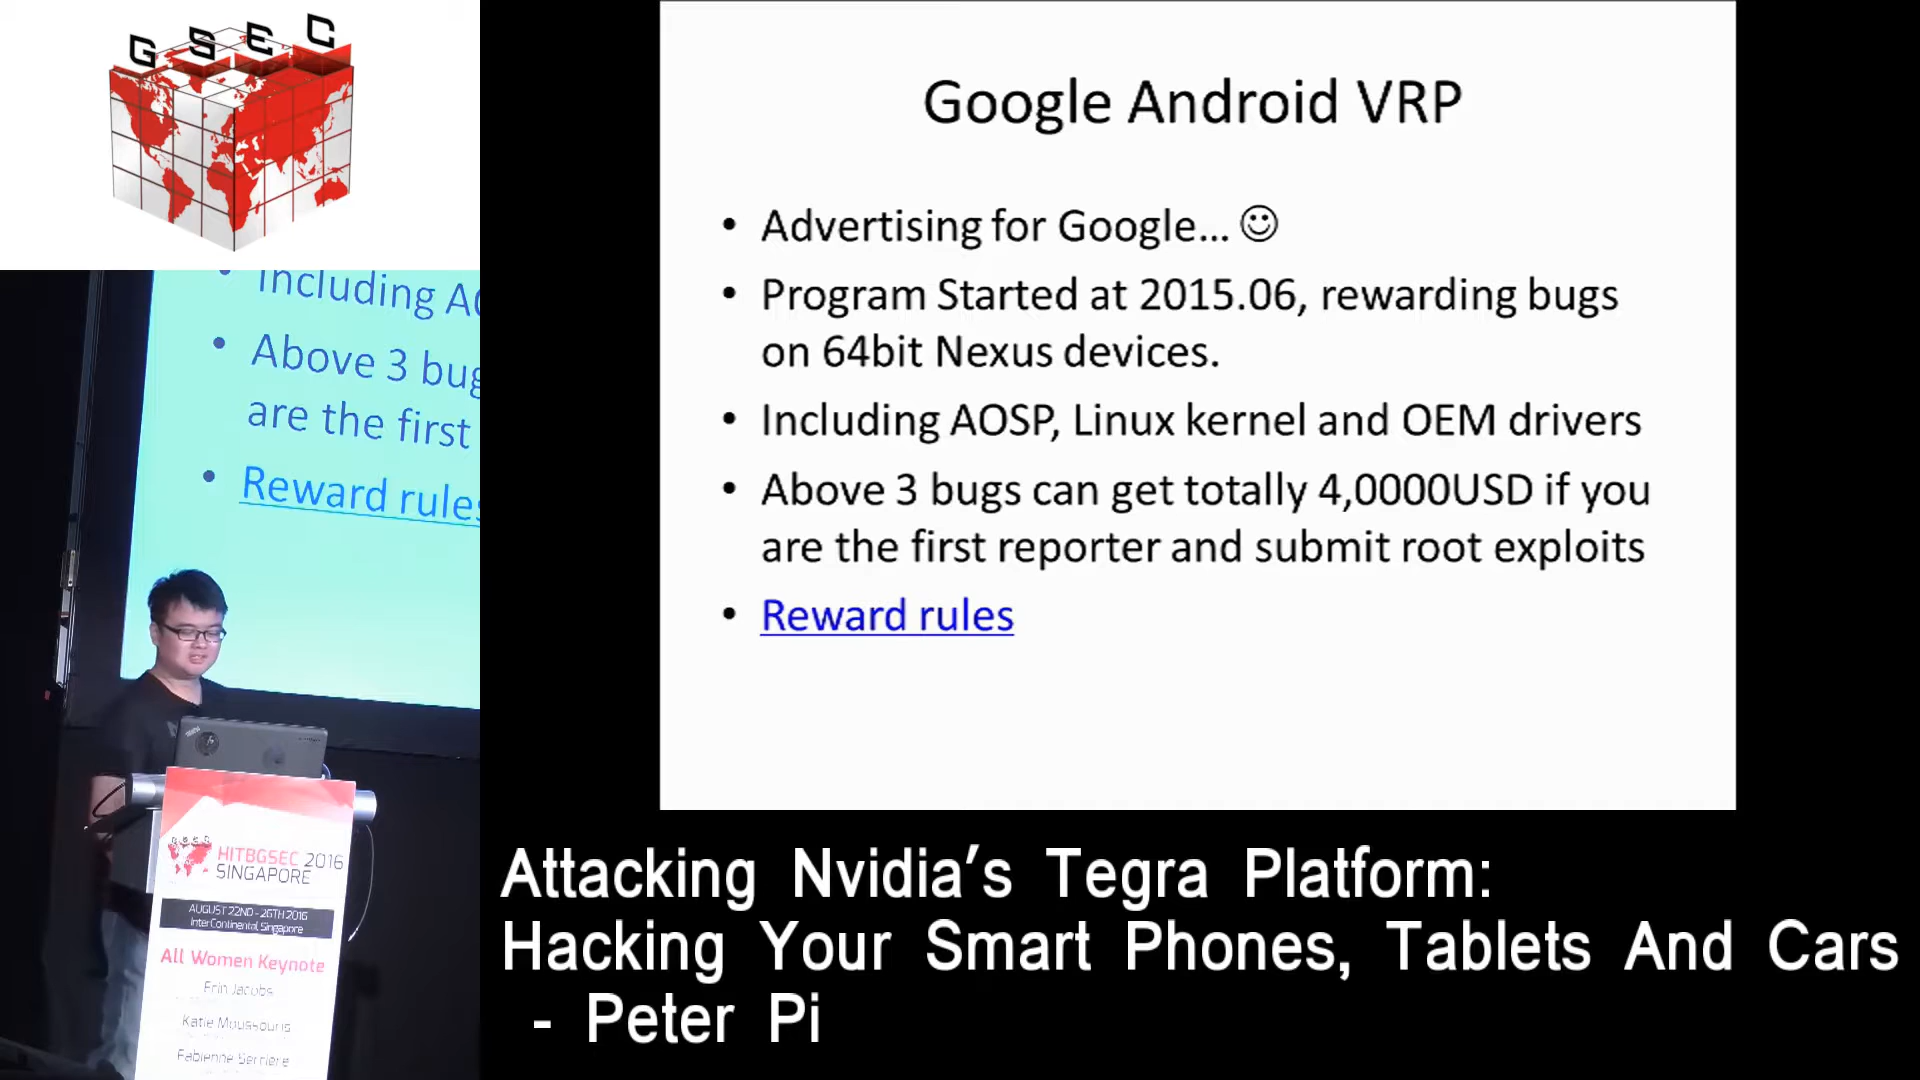 GSEC
Including A
Above 3 bug
are the first
Reward rules
HITBGSEC 2016
SINGAPORE
AUGUST 22ND - 26TH 2016
InterContinental, Singapore
All Women Keynote
Erin Jacobs
Katie Moussouris
Fabienne Serriere
Google Android VRP
• Advertising for Google... ☺
• Program Started at 2015.06, rewarding bugs
on 64bit Nexus devices.
• Including AOSP, Linux kernel and OEM drivers
• Above 3 bugs can get totally 4,0000USD if you
are the first reporter and submit root exploits
• Reward rules
Attacking Nvidia's Tegra Platform:
Hacking Your Smart Phones, Tablets And Cars
- Peter Pi